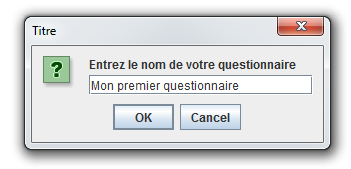 Titre
Entrez le nom de votre questionnaire
Mon premier questionnaire
OK Cancel